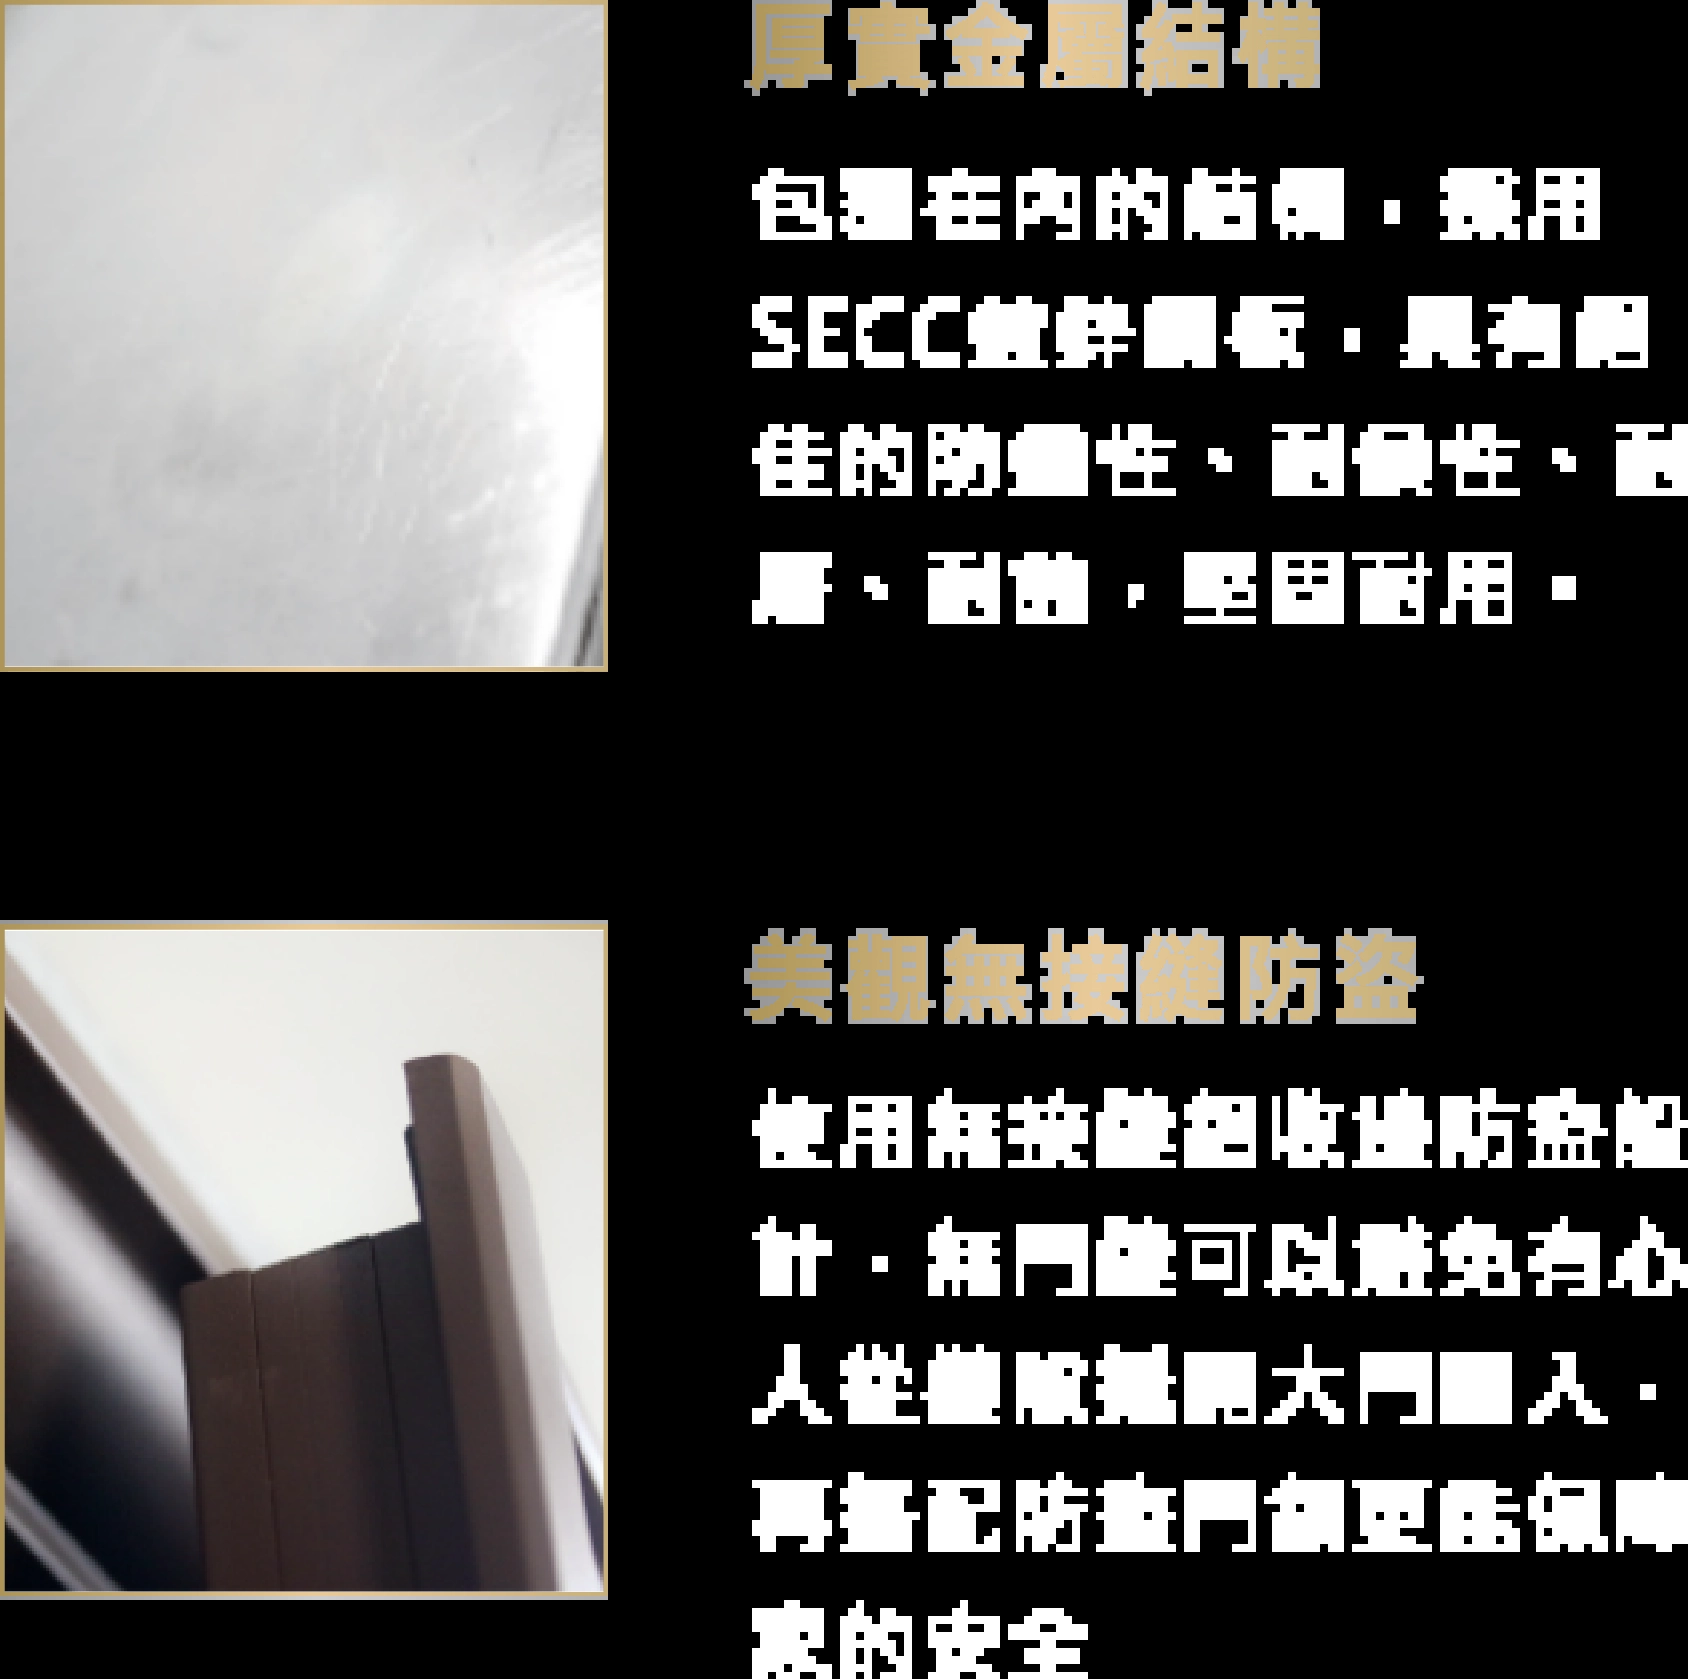 厚實金屬結構
包裹在內的結構，採用
SECC鍍鋅鋼板，具有絕
佳的防鏽性、耐候性、耐
磨、耐蝕，堅固耐用。
美觀無接縫防盜
使用無接縫包收邊防盜設
計，無門縫可以避免有心
人從縫隙撬開大門闖入，
再搭配防盜門鎖更能保障
家的安全